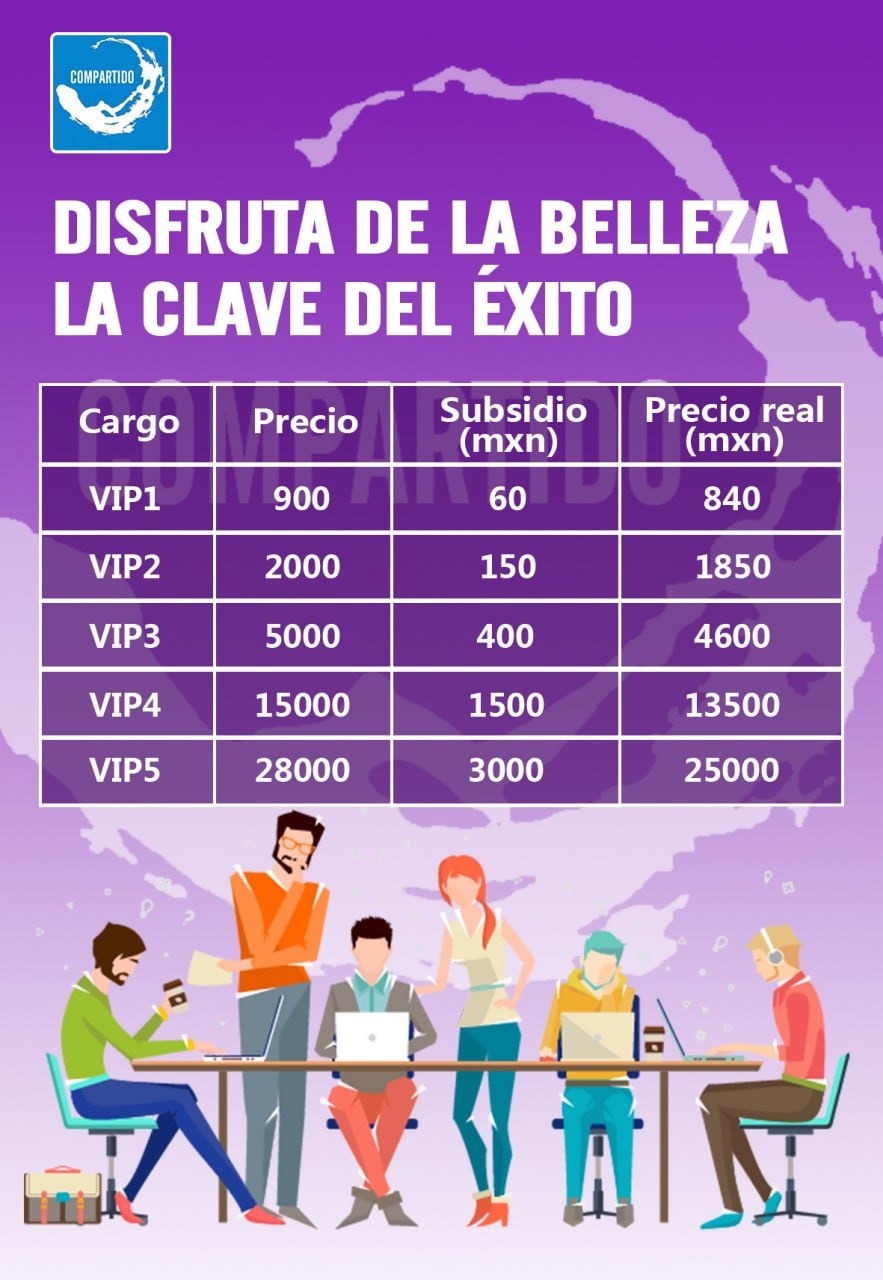 COMPARTIDO
DISFRUTA DE LA BELLEZA
LA CLAVE DEL ÉXITO
COMPARTIDO
Cargo Precio Subsidio (mxn) Precio real (mxn)
VIP1 900 60 840
VIP2 2000 150 1850
VIP3 5000 400 4600
VIP4 15000 1500 13500
VIP5 28000 3000 25000